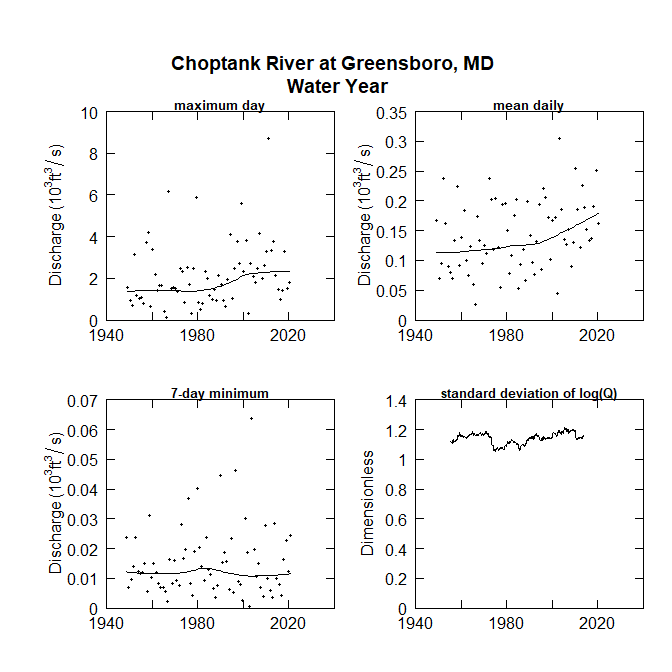 Choptank River at Greensboro, MD
Water Year
maximum day
Discharge (10³ft³/s)
10
8
6
4
2
0
1940 1980 2020
mean daily
Discharge (10³ft³/s)
0.35
0.3
0.25
0.2
0.15
0.1
0.05
0
1940 1980 2020
7-day minimum
Discharge (10³ft³/s)
0.07
0.06
0.05
0.04
0.03
0.02
0.01
0
1940 1980 2020
standard deviation of log(Q)
Dimensionless
1.4
1.2
1
0.8
0.6
0.4
0.2
0
1940 1980 2020